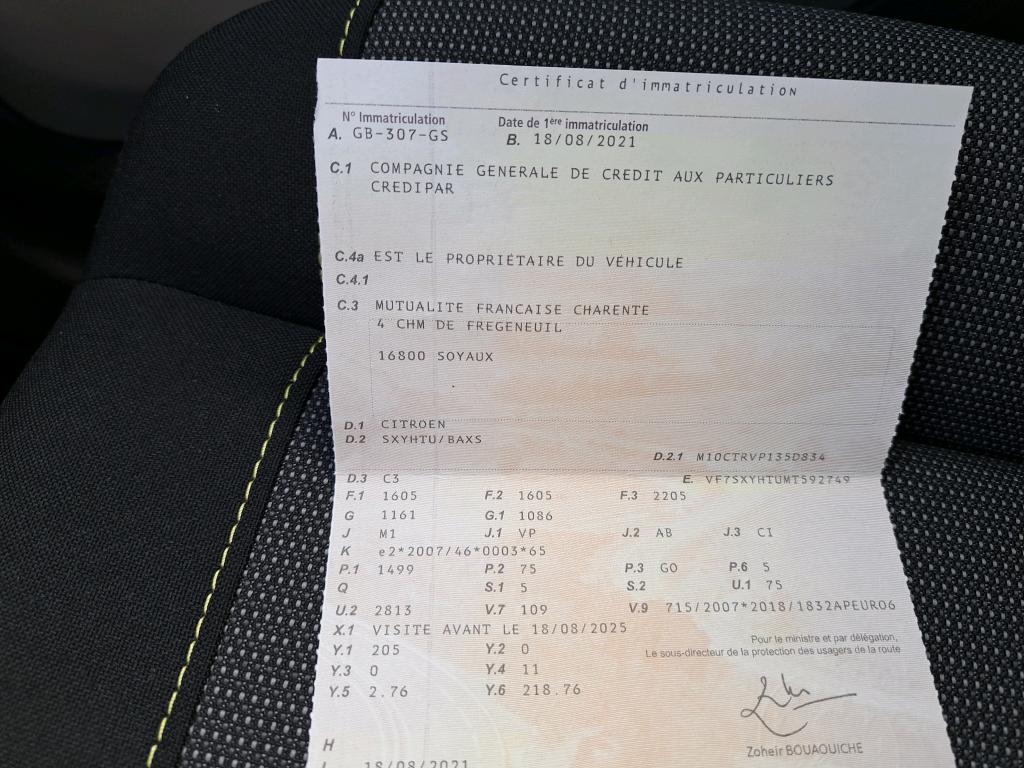 Certificat d'immatriculation
N° Immatriculation Date de 1ère immatriculation
A. GB-307-GS B. 18/08/2021
C.1 COMPAGNIE GENERALE DE CREDIT AUX PARTICULIERS
CREDIPAR
C.4a EST LE PROPRIÉTAIRE DU VÉHICULE
C.4.1
C.3 MUTUALITE FRANCAISE CHARENTE
4 CHM DE FREGENEUIL
16800 SOYAUX
D.1 CITROEN
D.2 SXYHTU/BAXS
D.2.1 M10CTRVP135D834
D.3 C3 E. VF7SXYHTUMT592749
F.1 1605 F.2 1605 F.3 2205
G 1161 G.1 1086
J M1 J.1 VP J.2 AB J.3 CI
K e2*2007/46*0003*65
P.1 1499 P.2 75 P.3 GO P.6 5
Q S.1 5 S.2 U.1 75
U.2 2813 V.7 109 V.9 715/2007*2018/1832APEURO6
X.1 VISITE AVANT LE 18/08/2025
Pour le ministre et par délégation,
Le sous-directeur de la protection des usagers de la route
Y.1 205 Y.2 0
Y.3 0 Y.4 11
Y.5 2.76 Y.6 218.76
Zoheir BOUAOUICHE
H
I. 18/08/2021